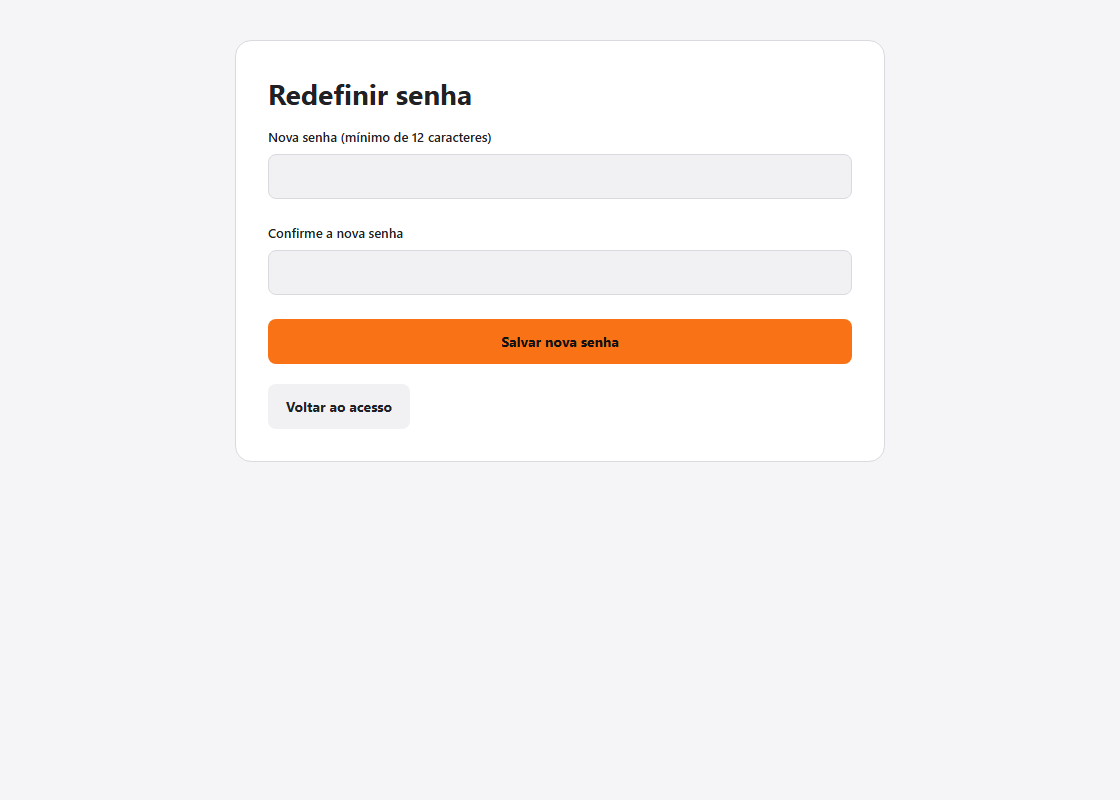 Redefinir senha
Nova senha (mínimo de 12 caracteres)
Confirme a nova senha
Salvar nova senha
Voltar ao acesso